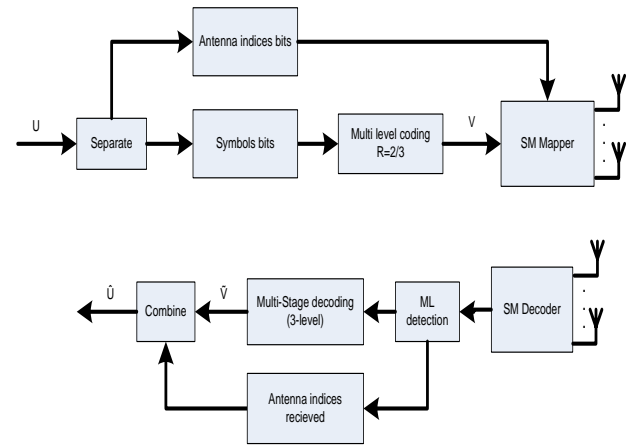 Antenna indices bits
U
Separate
Symbols bits
Multi level coding
R=2/3
V
SM Mapper
Û
Combine
Ṽ
Multi-Stage decoding
(3-level)
ML
detection
SM Decoder
Antenna indices
recieved